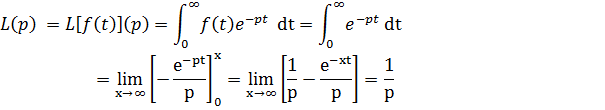 L(p) = L[f(t)](p) = ∫₀^∞ f(t)e^{-pt} dt = ∫₀^∞ e^{-pt} dt
= lim_{x→∞} [-e^{-pt}/p]₀^x = lim_{x→∞} [1/p - e^{-xt}/p] = 1/p